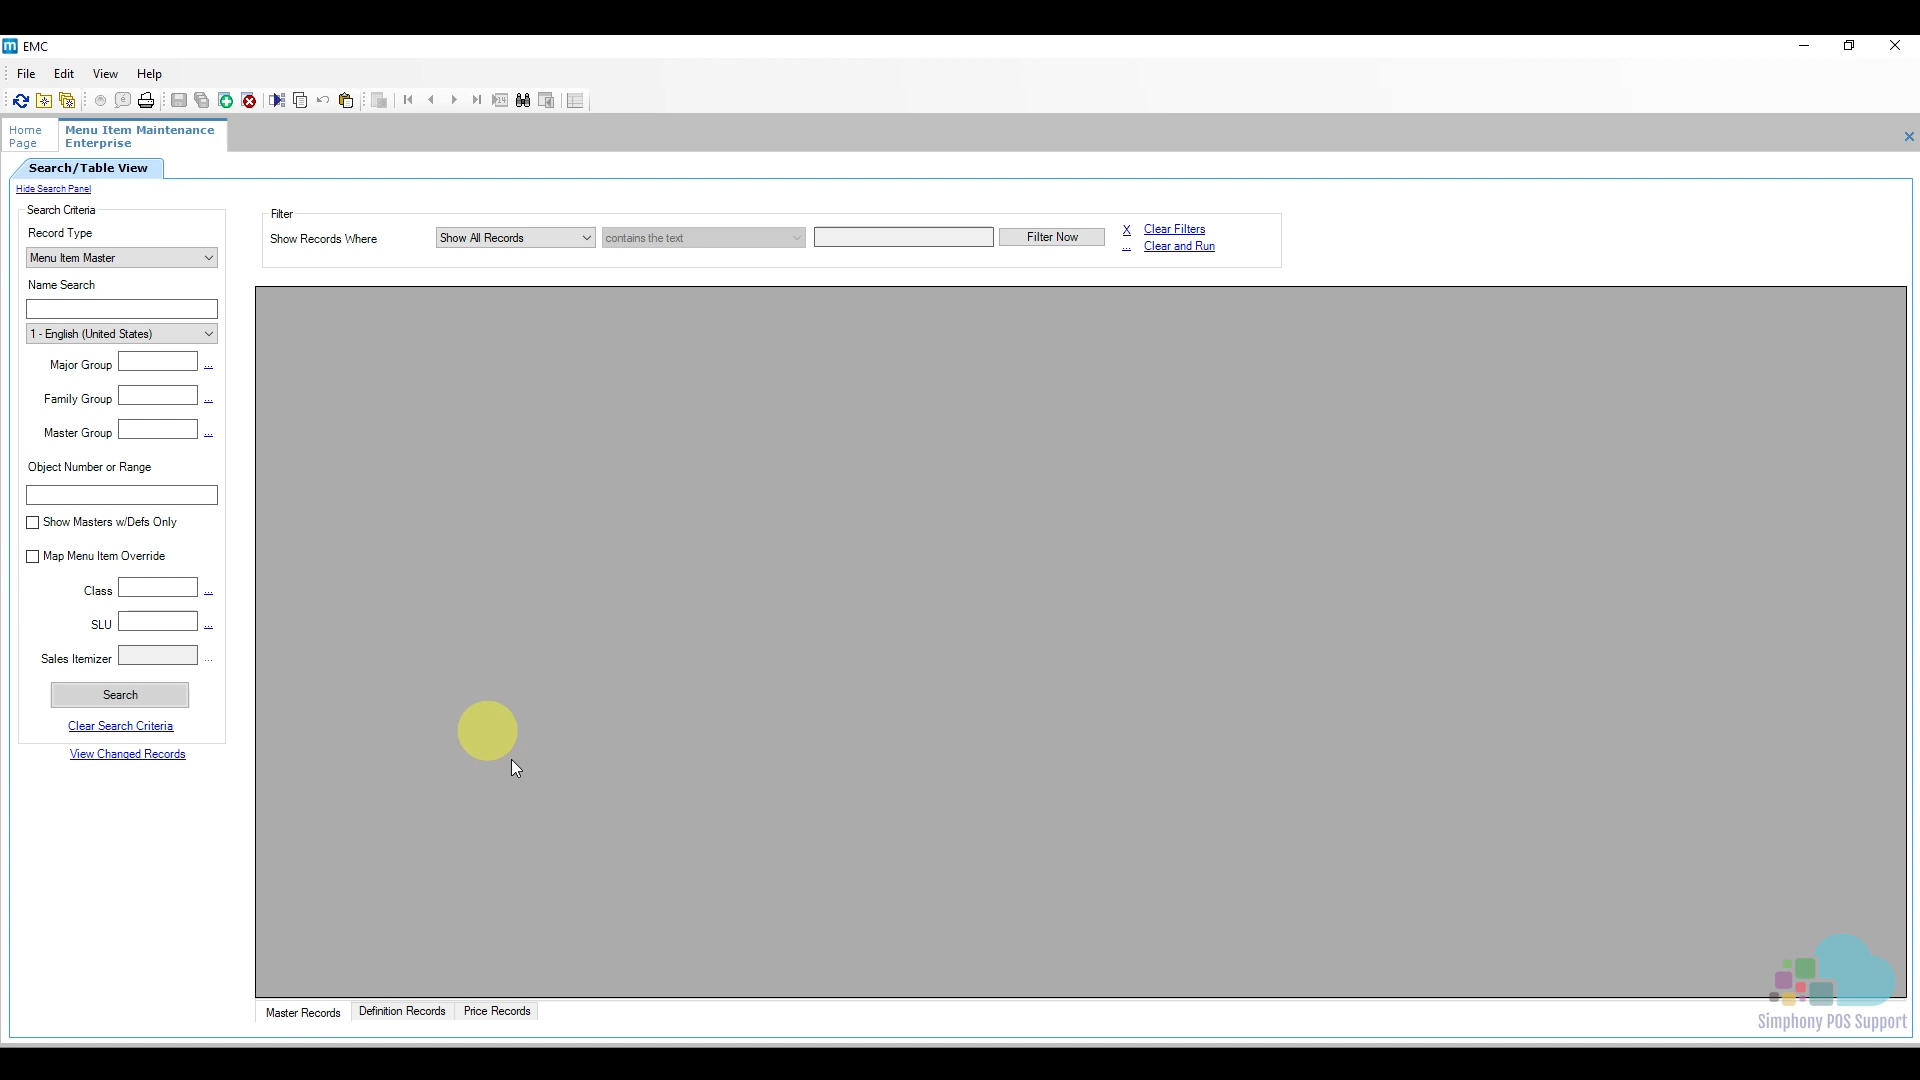 EMC
File Edit View Help
Home Page
Menu Item Maintenance Enterprise
Search/Table View
Hide Search Panel
Search Criteria
Record Type
Menu Item Master
Name Search
1 - English (United States)
Major Group ...
Family Group ...
Master Group ...
Object Number or Range
Show Masters w/Defs Only
Map Menu Item Override
Class ...
SLU ...
Sales Itemizer ...
Search
Clear Search Criteria
View Changed Records
Filter
Show Records Where Show All Records contains the text Filter Now
X Clear Filters
... Clear and Run
Master Records Definition Records Price Records
Simphony POS Support